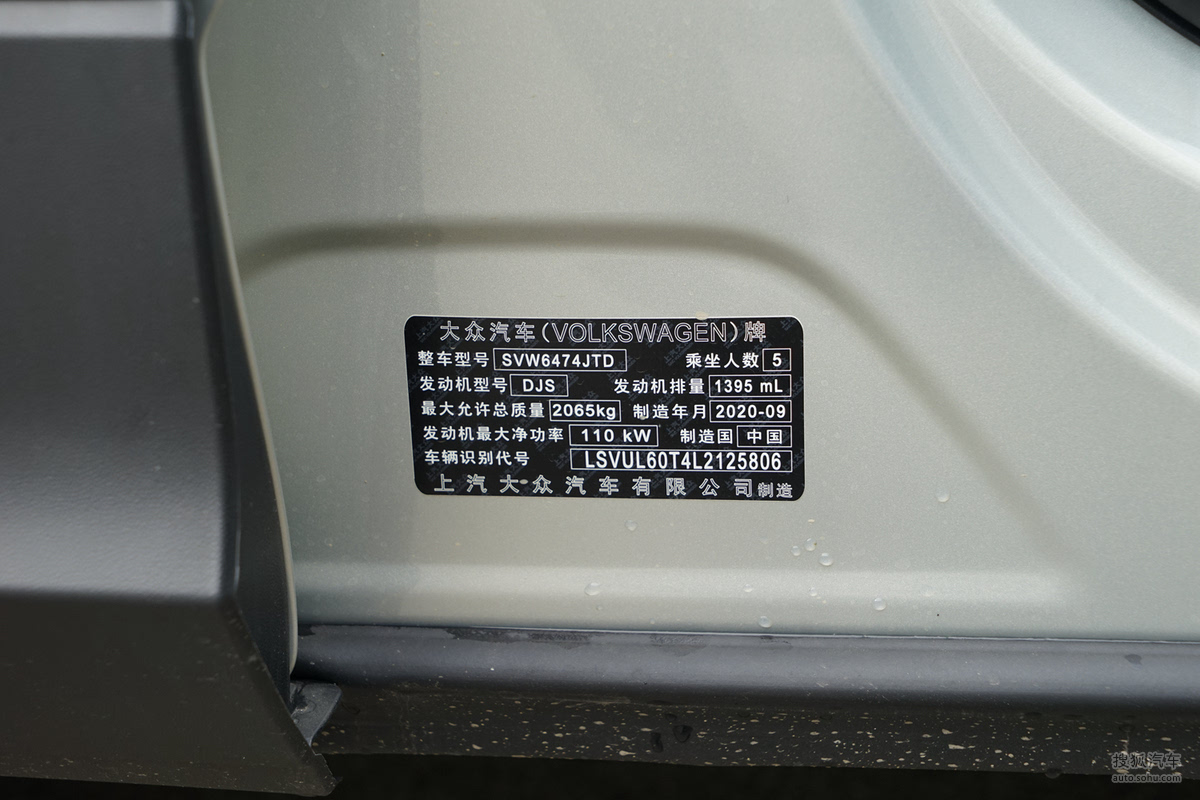 大众汽车(VOLKSWAGEN)牌
整车型号 SVW6474JTD 乘坐人数 5
发动机型号 DJS 发动机排量 1395 mL
最大允许总质量 2065kg 制造年月 2020-09
发动机最大净功率 110 kW 制造国 中国
车辆识别代号 LSVUL60T4L2125806
上汽大众汽车有限公司制造
搜狐汽车
auto.sohu.com